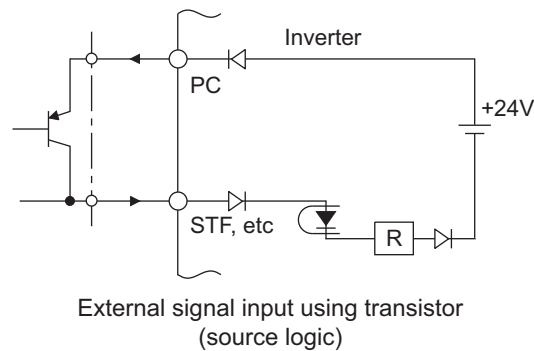 Inverter
PC
+24V
STF, etc
R
External signal input using transistor
(source logic)